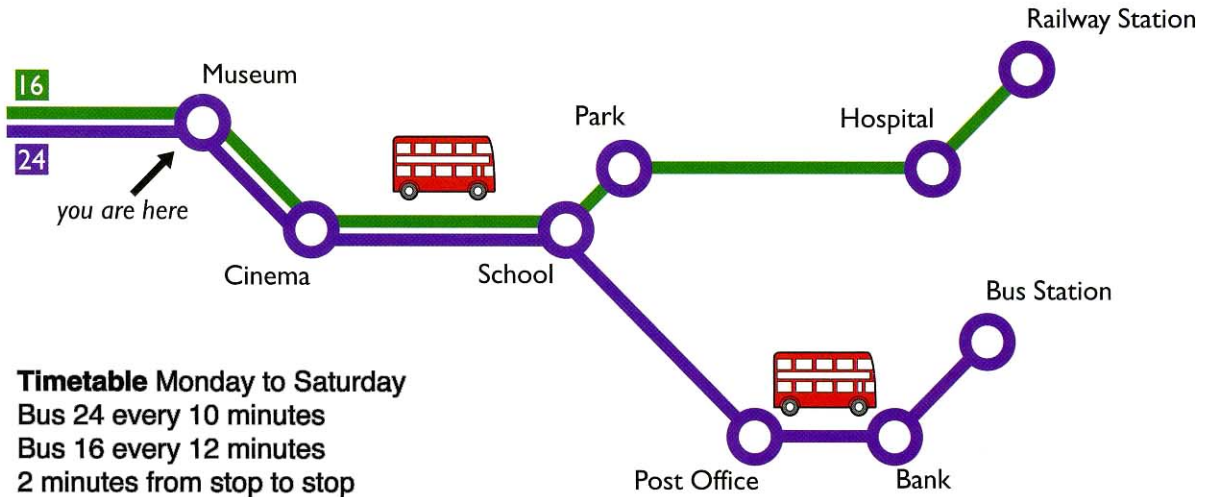 Railway Station
Museum
16
Park
Hospital
24
you are here
Cinema
School
Bus Station
Timetable Monday to Saturday
Bus 24 every 10 minutes
Bus 16 every 12 minutes
2 minutes from stop to stop
Post Office
Bank